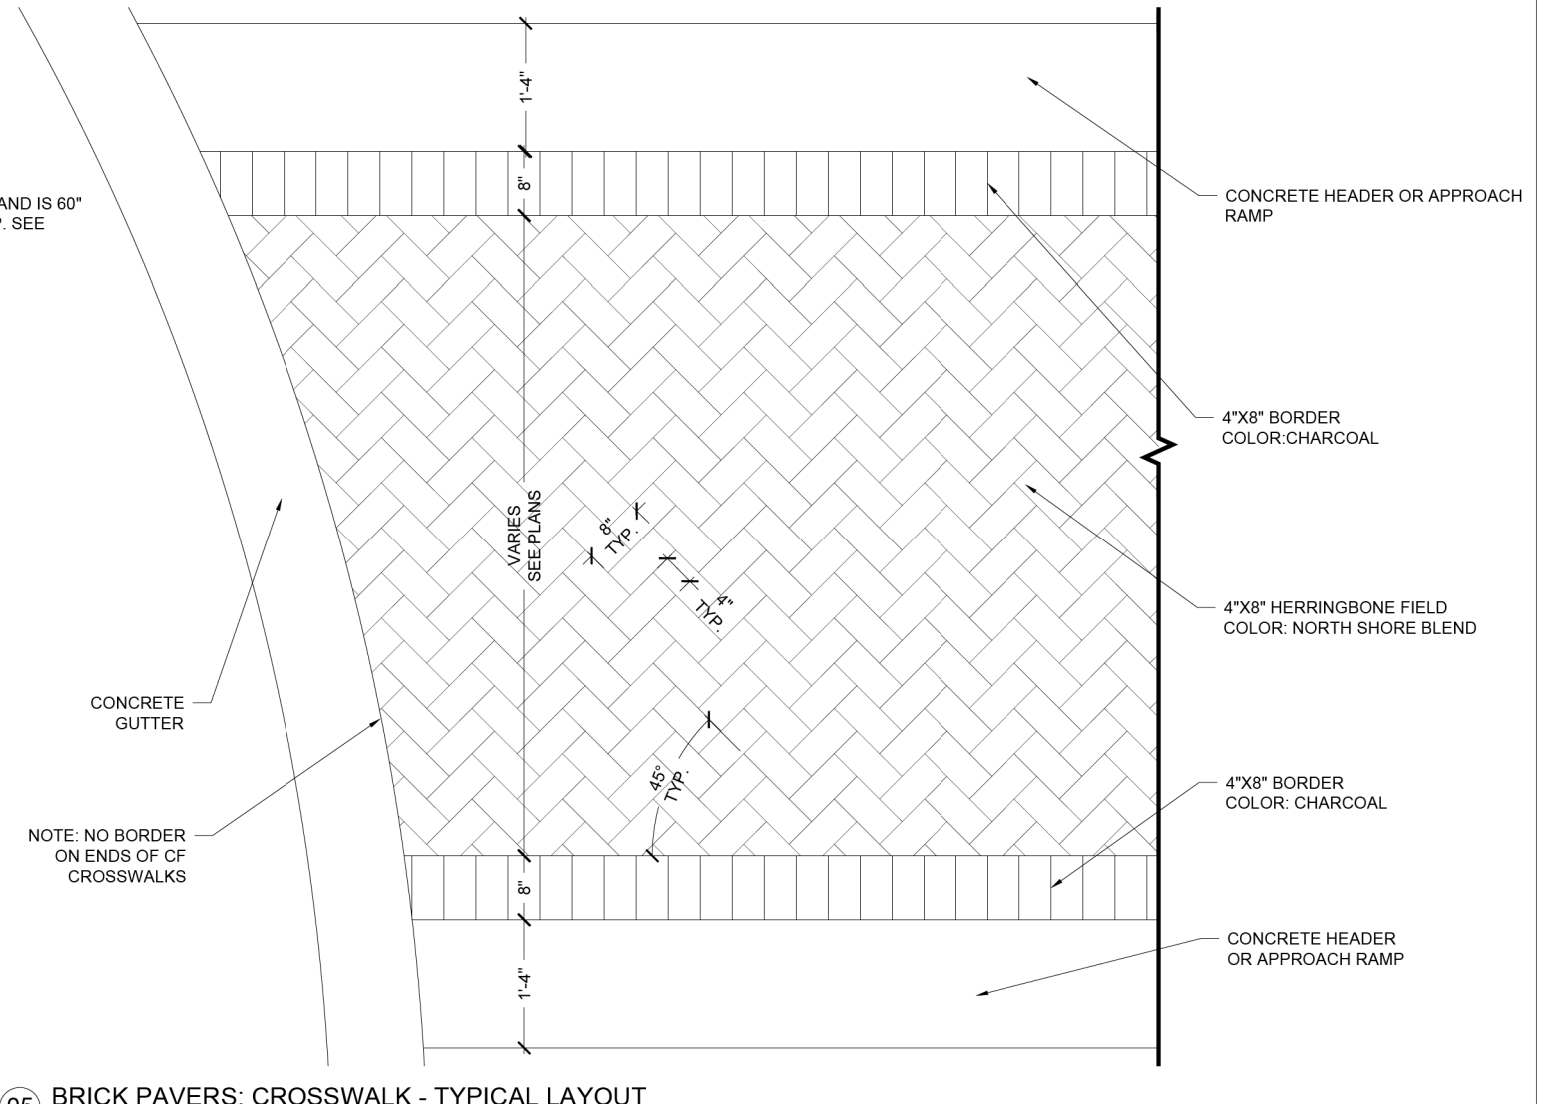 1'-4"
8"
CONCRETE HEADER OR APPROACH
RAMP
AND IS 60"
SEE
4"X8" BORDER
COLOR:CHARCOAL
VARIES
SEE PLANS
8"
TYP.
4"
TYP.
4"X8" HERRINGBONE FIELD
COLOR: NORTH SHORE BLEND
CONCRETE
GUTTER
45°
TYP.
4"X8" BORDER
COLOR: CHARCOAL
NOTE: NO BORDER
ON ENDS OF CF
CROSSWALKS
8"
CONCRETE HEADER
OR APPROACH RAMP
1'-4"
BRICK PAVERS: CROSSWALK - TYPICAL LAYOUT